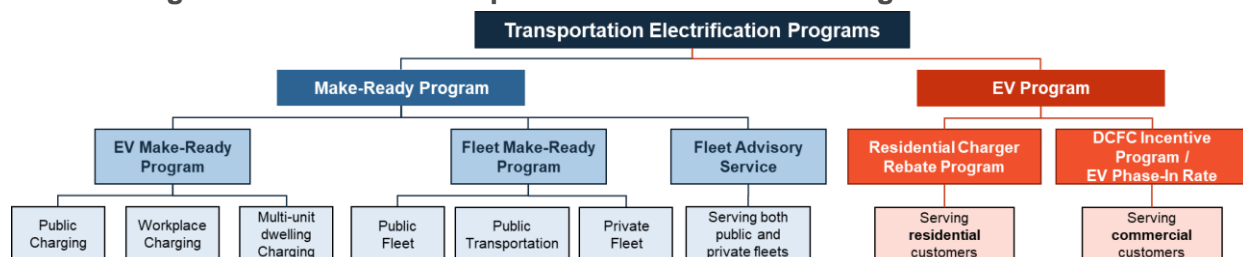 Transportation Electrification Programs
Make-Ready Program
EV Program
EV Make-Ready
Program
Fleet Make-Ready
Program
Fleet Advisory
Service
Residential Charger
Rebate Program
DCFC Incentive
Program /
EV Phase-In Rate
Public
Charging
Workplace
Charging
Multi-unit
dwelling
Charging
Public
Fleet
Public
Transportation
Private
Fleet
Serving both
public and
private fleets
Serving
residential
customers
Serving
commercial
customers